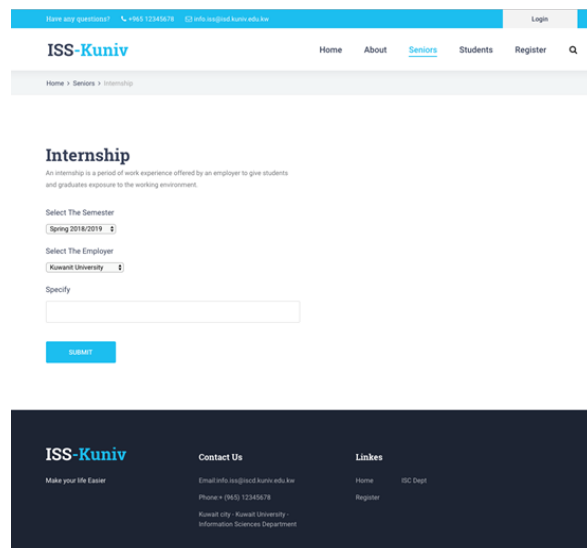 Have any questions? +965 12345678 info.iss@isd.kuniv.edu.kw Login
ISS-Kuniv Home About Seniors Students Register
Home > Seniors > Internship
Internship
An internship is a period of work experience offered by an employer to give students
and graduates exposure to the working environment.
Select The Semester
Spring 2018/2019
Select The Employer
Kuwanit University
Specify
SUBMIT
ISS-Kuniv
Make your life Easier
Contact Us
Email:info.iss@iscd.kuniv.edu.kw
Phone:+ (965) 12345678
Kuwait city - Kuwait University -
Information Sciences Department
Linkes
Home ISC Dept
Register